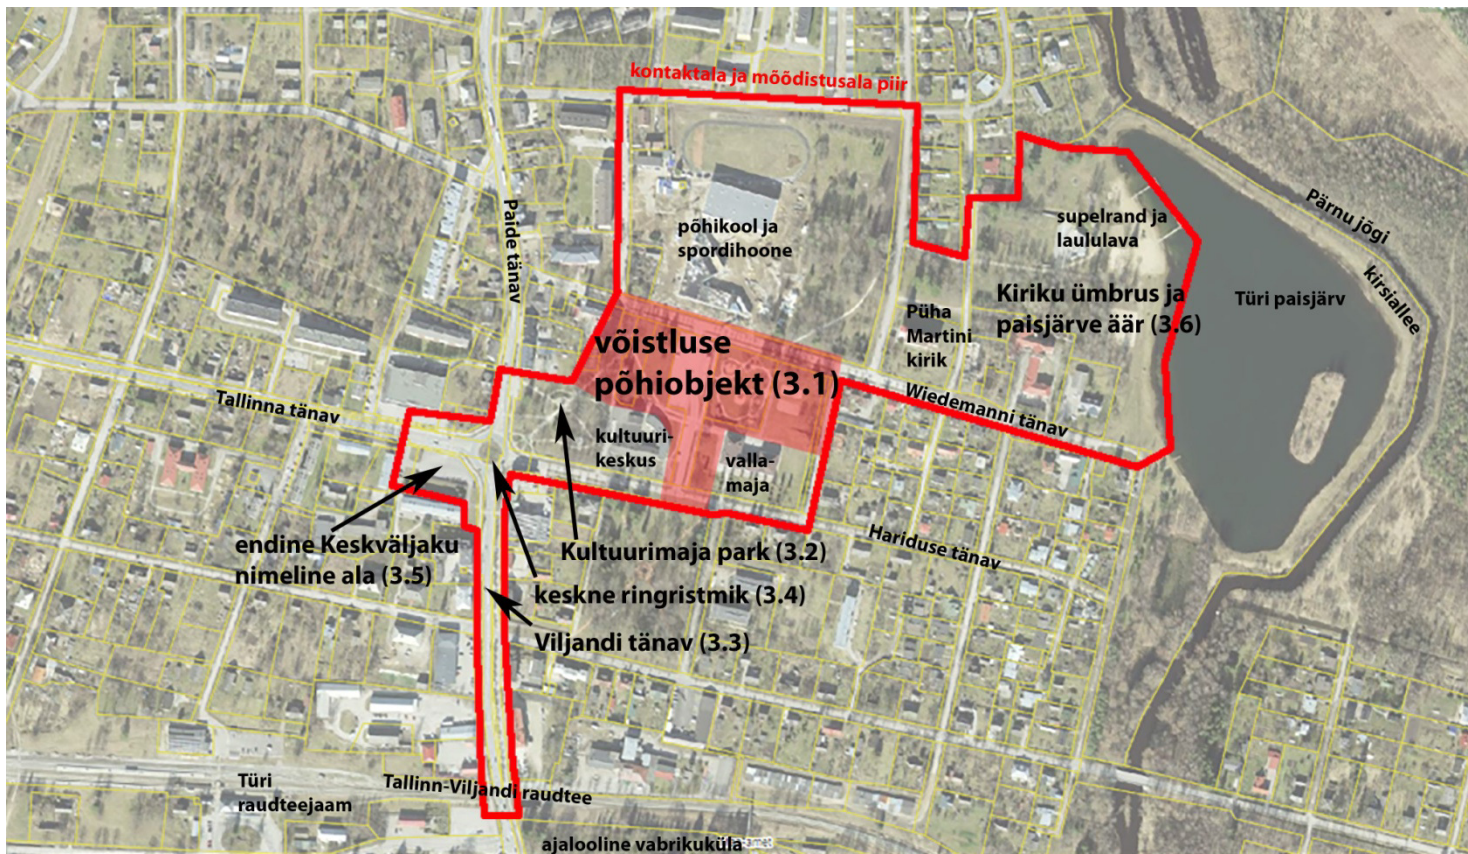 kontaktala ja mõõdistusala piir
Paide tänav
põhikool ja
spordihoone
supelrand ja
laululava
Pärnu jõgi
kirsiallee
Türi paisjärv
Kiriku ümbrus ja
paisjärve äär (3.6)
Püha
Martini
kirik
võistluse
põhiobjekt (3.1)
Wiedemanni tänav
Tallinna tänav
kultuuri-
keskus
valla-
maja
endine Keskväljaku
nimeline ala (3.5)
Kultuurimaja park (3.2)
Hariduse tänav
keskne ringristmik (3.4)
Viljandi tänav (3.3)
Türi
raudteejaam
Tallinn-Viljandi raudtee
ajalooline vabrikuküla